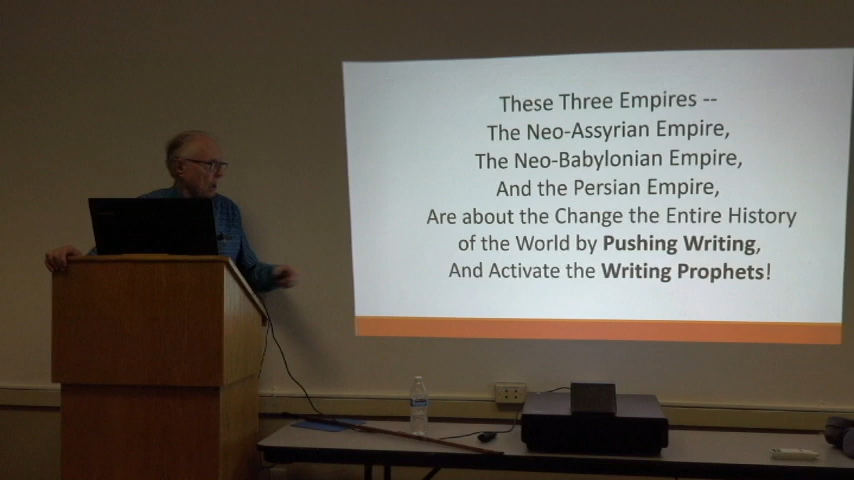 These Three Empires --
The Neo-Assyrian Empire,
The Neo-Babylonian Empire,
And the Persian Empire,
Are about the Change the Entire History
of the World by Pushing Writing,
And Activate the Writing Prophets!